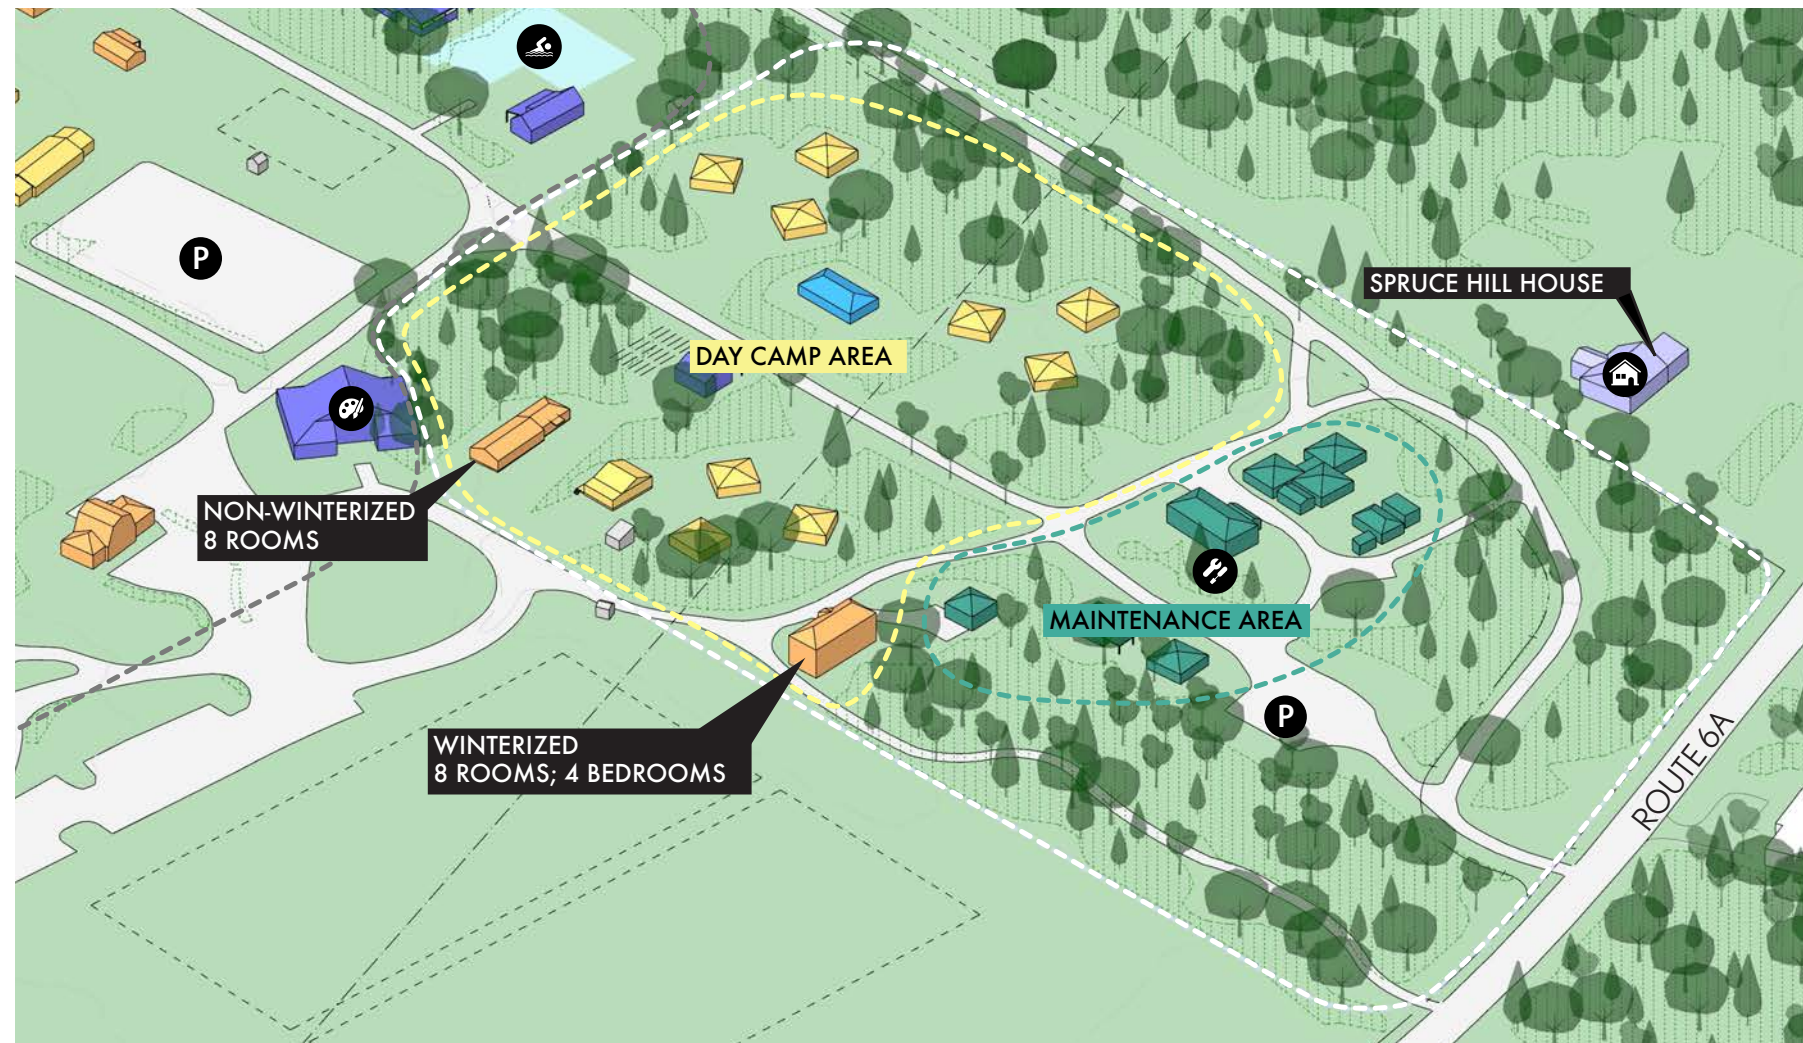 P
SPRUCE HILL HOUSE
DAY CAMP AREA
NON-WINTERIZED
8 ROOMS
MAINTENANCE AREA
P
WINTERIZED
8 ROOMS; 4 BEDROOMS
ROUTE 6A